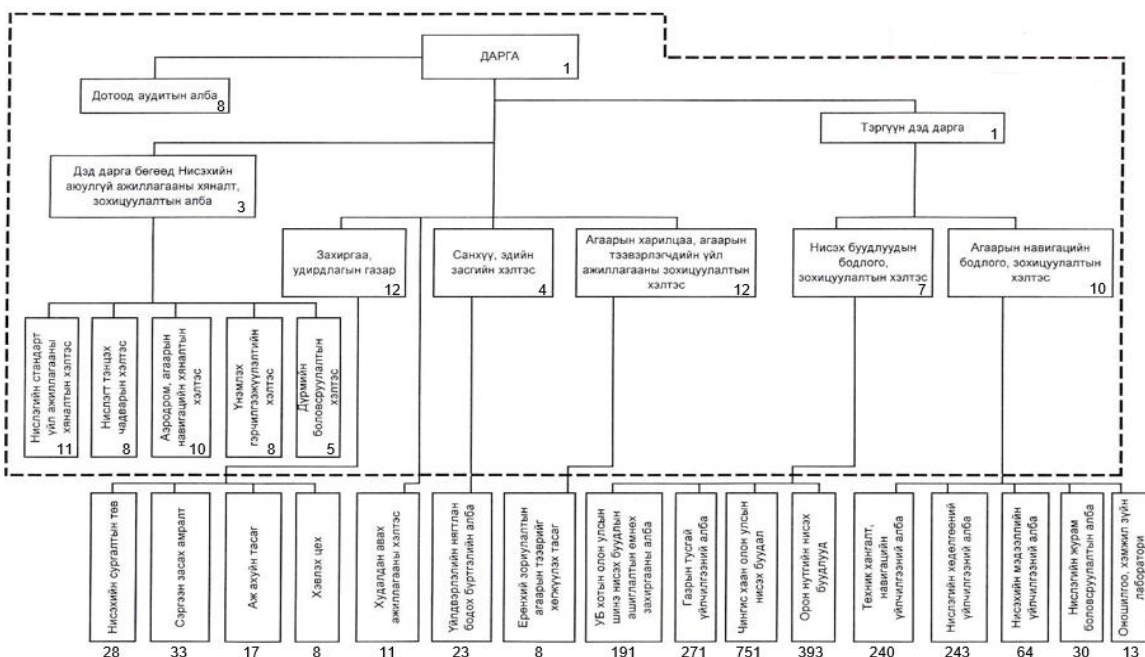 ДАРГА
1
Дотоод аудитын алба
8
Тэргүүн дэд дарга
1
Дэд дарга бөгөөд Нисэхийн
аюулгүй ажиллагааны хяналт,
зохицуулалтын алба
3
Захиргаа,
удирдлагын газар
12
Санхүү, эдийн
засгийн хэлтэс
4
Агаарын харилцаа, агаарын
тээвэрлэгчдийн үйл
ажиллагааны зохицуулалтын
хэлтэс
12
Нисэх буудлуудын
бодлого,
зохицуулалтын хэлтэс
7
Агаарын навигацийн
бодлого, зохицуулалтын
хэлтэс
10
Нислэгийн стандарт
үйл ажиллагааны
хяналтын хэлтэс
11
Нислэгт тэнцэх
чадварын хэлтэс
8
Аэродром, агаарын
навигацийн хяналтын
хэлтэс
10
Үнэмлэх
гэрчилгээжүүлэлтийн
хэлтэс
8
Дүрмийн
боловсруулалтын
хэлтэс
5
Нисэхийн сургалтын төв
28
Сэргээн засах амралт
33
Аж ахуйн тасаг
17
Хэвлэх цех
8
Худалдан авах
ажиллагааны хэлтэс
11
Үйлдвэрлэлийн нягтлан
бодох бүртгэлийн алба
23
Ерөнхий зориулалтын
агаарын тээврийг
хөгжүүлэх тасаг
8
УБ хотын олон улсын
шинэ нисэх буудлын
ашиглалтын өмнөх
захиргааны алба
191
Газрын тусгай
үйлчилгээний алба
271
Чингис хаан олон улсын
нисэх буудал
751
Орон нутгийн нисэх
буудлууд
393
Техник хангалт,
навигацийн
үйлчилгээний алба
240
Нислэгийн хөдөлгөөний
үйлчилгээний алба
243
Нисэхийн мэдээллийн
үйлчилгээний алба
64
Нислэгийн журам
боловсруулалтын алба
30
Оношилгоо, хэмжил зүйн
лаборатори
13